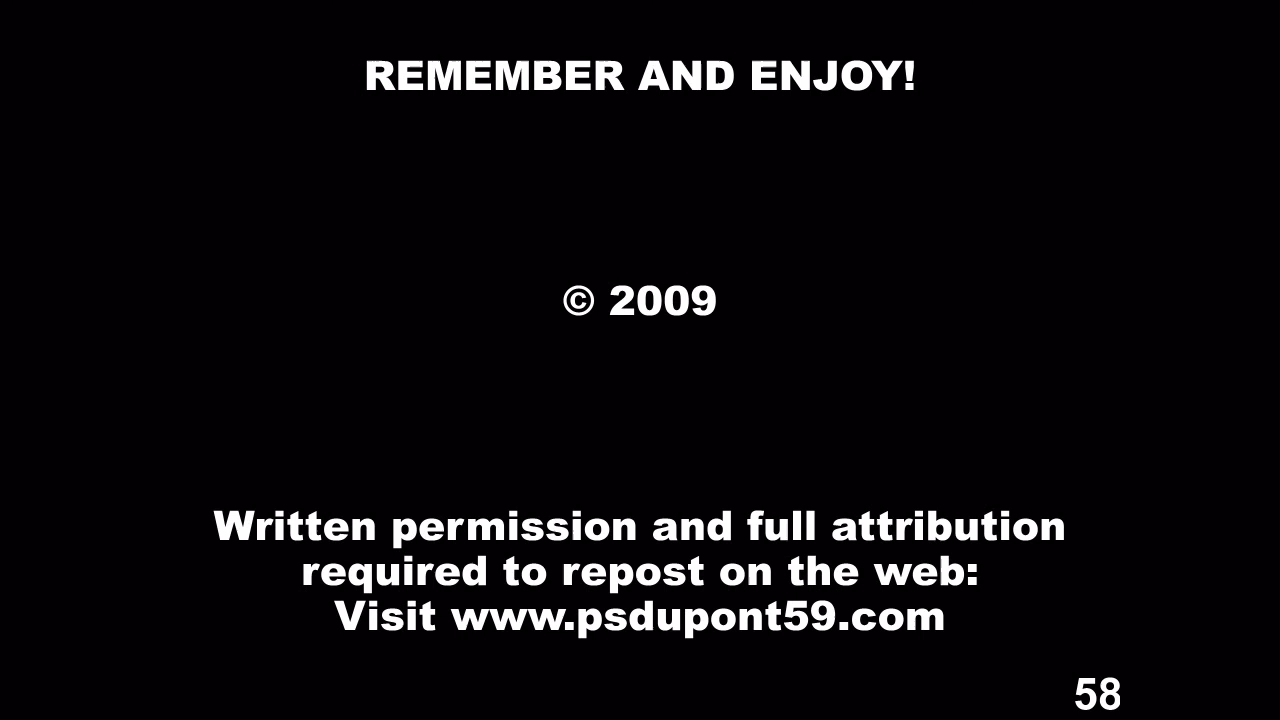 REMEMBER AND ENJOY!
© 2009
Written permission and full attribution
required to repost on the web:
Visit www.psdupont59.com
58